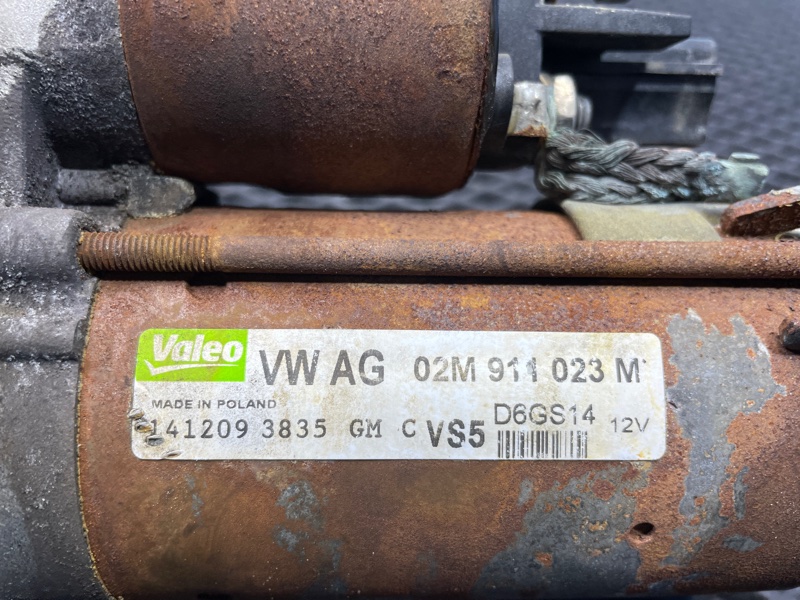 Valeo VW AG 02M 911 023 M
MADE IN POLAND
141209 3835 GM C VS5 D6GS14 12V